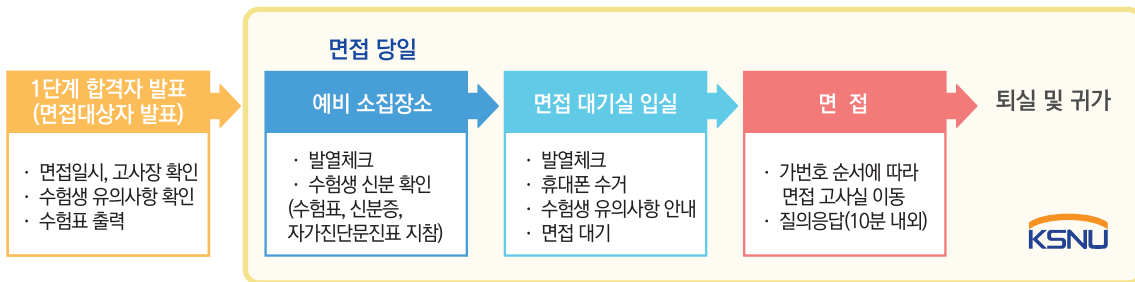 면접 당일
1단계 합격자 발표
(면접대상자 발표)
· 면접일시, 고사장 확인
· 수험생 유의사항 확인
· 수험표 출력
예비 소집장소
· 발열체크
· 수험생 신분 확인
(수험표, 신분증,
자가진단문진표 지참)
면접 대기실 입실
· 발열체크
· 휴대폰 수거
· 수험생 유의사항 안내
· 면접 대기
면 접
· 가번호 순서에 따라
면접 고사실 이동
· 질의응답(10분 내외)
퇴실 및 귀가
KSNU